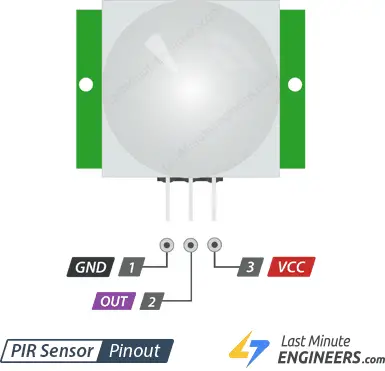 GND 1
3 VCC
OUT 2
PIR Sensor Pinout
Last Minute
ENGINEERS.com